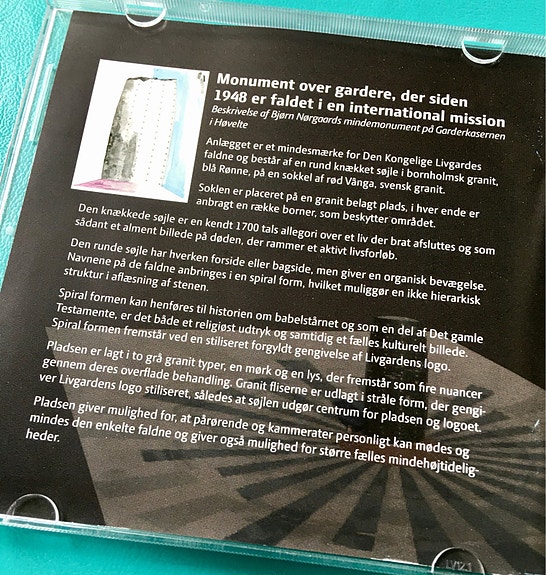 Monument over gardere, der siden
1948 er faldet i en international mission
Beskrivelse af Bjørn Nørgaards mindemonument på Garderkasernen
i Høvelte
Anlægget er et mindesmærke for Den Kongelige Livgardes
faldne og består af en rund knækket søjle i bornholmsk granit,
blå Rønne, på en sokkel af rød Vånga, svensk granit.
Soklen er placeret på en granit belagt plads, i hver ende er
anbragt en række borner, som beskytter området.
Den knækkede søjle er en kendt 1700 tals allegori over et liv der brat afsluttes og som
sådant et alment billede på døden, der rammer et aktivt livsforløb.
Den runde søjle har hverken forside eller bagside, men giver en organisk bevægelse.
Navnene på de faldne anbringes i en spiral form, hvilket muliggør en ikke hierarkisk
struktur i aflæsning af stenen.
Spiral formen kan henføres til historien om babelstårnet og som en del af Det gamle
Testamente, er det både et religiøst udtryk og samtidig et fælles kulturelt billede.
Spiral formen fremstår ved en stiliseret forgyldt gengivelse af Livgardens logo.
Pladsen er lagt i to grå granit typer, en mørk og en lys, der fremstår som fire nuancer
gennem deres overflade behandling. Granit fliserne er udlagt i stråle form, der gengi-
ver Livgardens logo stiliseret, således at søjlen udgør centrum for pladsen og logoet.
Pladsen giver mulighed for, at pårørende og kammerater personligt kan mødes og
mindes den enkelte faldne og giver også mulighed for større fælles mindehøjtidelig-
heder.
LV12.1